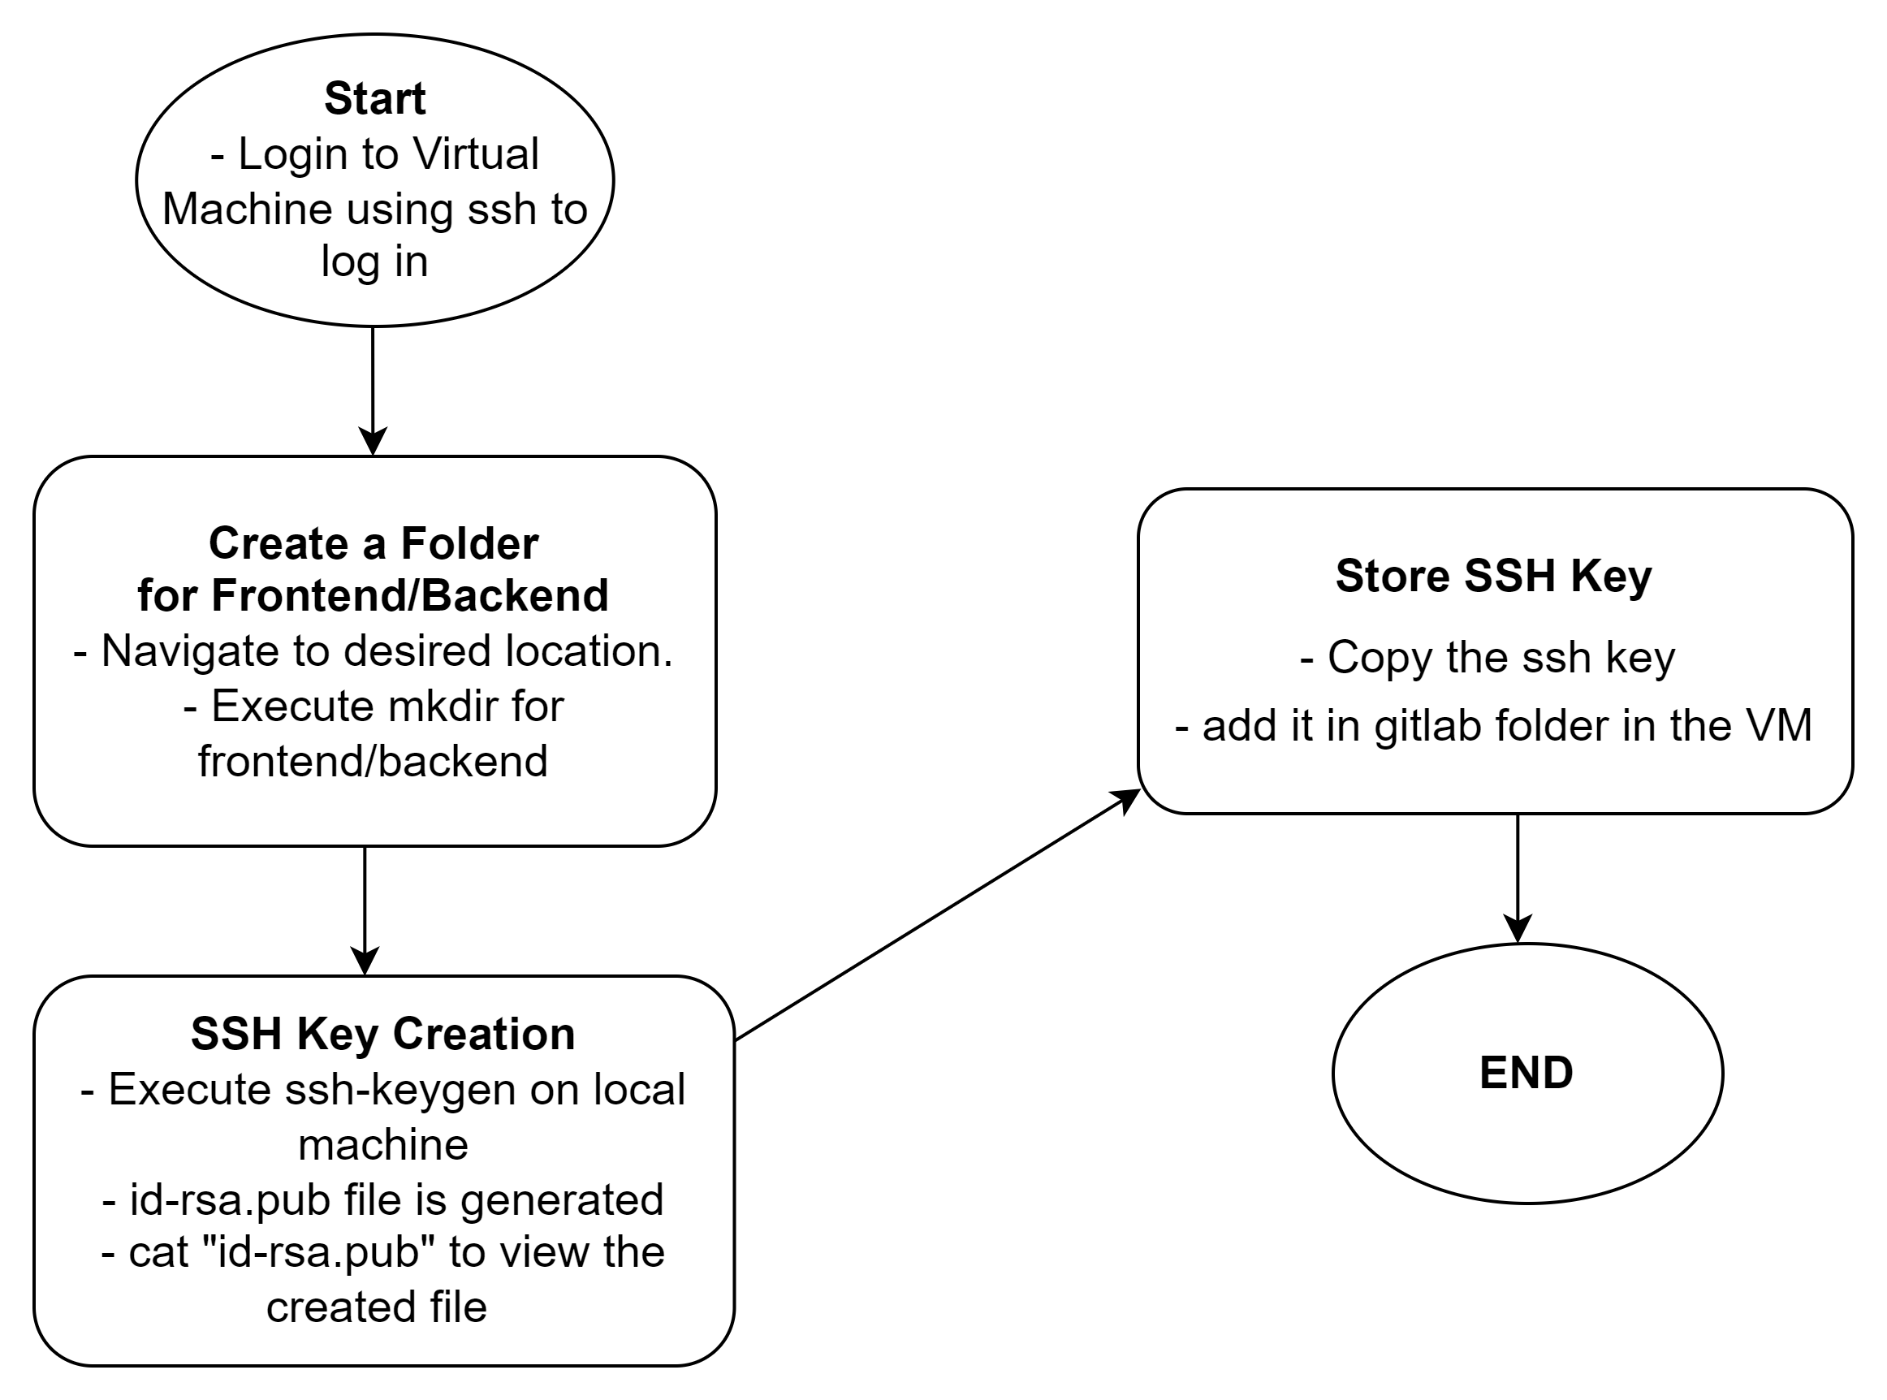 Start
- Login to Virtual
Machine using ssh to
log in
Create a Folder
for Frontend/Backend
- Navigate to desired location.
- Execute mkdir for
frontend/backend
SSH Key Creation
- Execute ssh-keygen on local
machine
- id-rsa.pub file is generated
- cat "id-rsa.pub" to view the
created file
Store SSH Key
- Copy the ssh key
- add it in gitlab folder in the VM
END